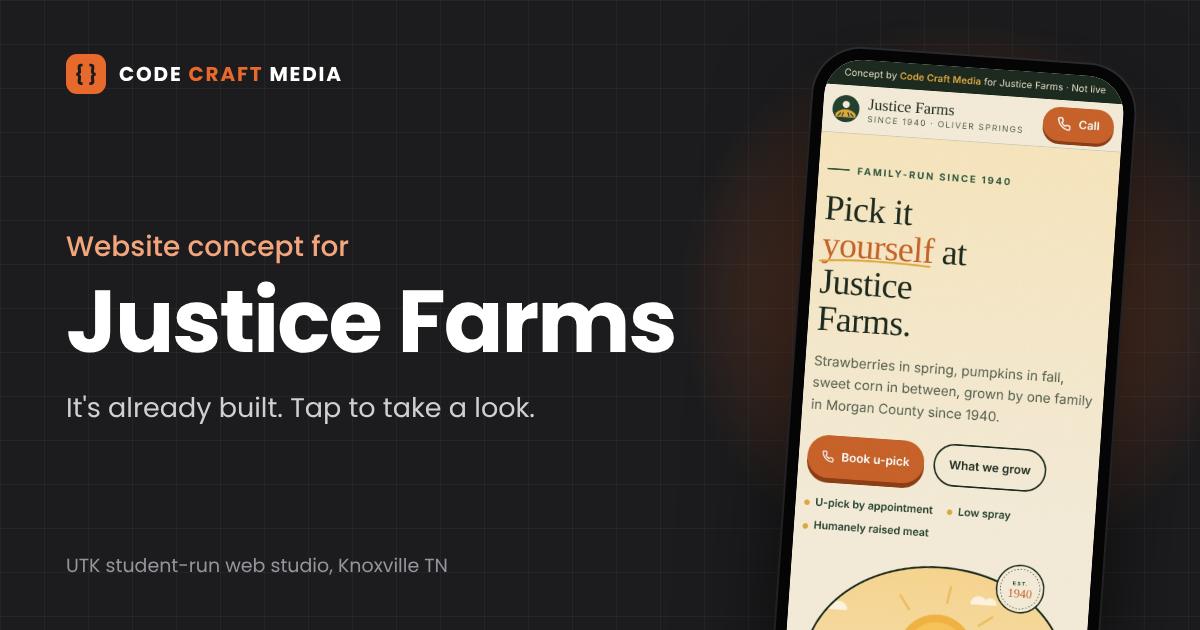 { } CODE CRAFT MEDIA
Website concept for
Justice Farms
It's already built. Tap to take a look.
UTK student-run web studio, Knoxville TN
Concept by Code Craft Media for Justice Farms · Not live
Justice Farms
SINCE 1940 · OLIVER SPRINGS
Call
FAMILY-RUN SINCE 1940
Pick it
yourself at
Justice
Farms.
Strawberries in spring, pumpkins in fall,
sweet corn in between, grown by one family
in Morgan County since 1940.
Book u-pick
What we grow
U-pick by appointment
Low spray
Humanely raised meat
EST.
1940